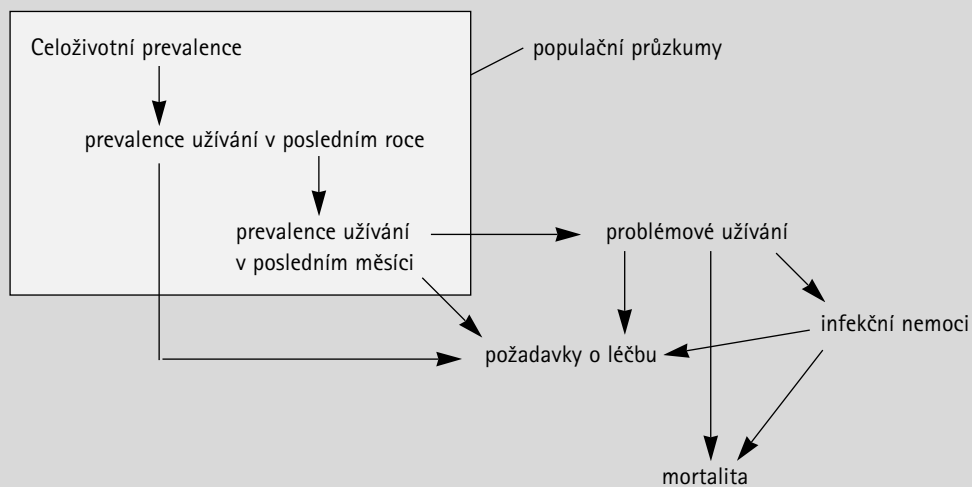 Celoživotní prevalence
populační průzkumy
prevalence užívání v posledním roce
prevalence užívání
v posledním měsíci
problémové užívání
infekční nemoci
požadavky o léčbu
mortalita